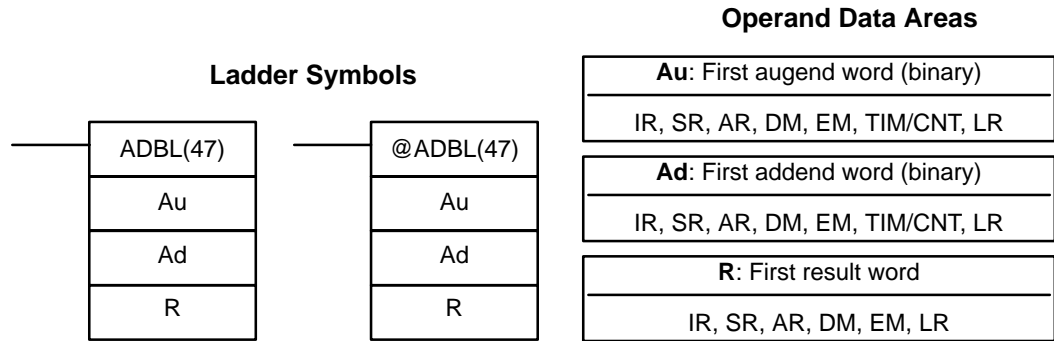 Ladder Symbols
ADBL(47)
Au
Ad
R
@ADBL(47)
Au
Ad
R
Operand Data Areas
Au: First augend word (binary)
IR, SR, AR, DM, EM, TIM/CNT, LR
Ad: First addend word (binary)
IR, SR, AR, DM, EM, TIM/CNT, LR
R: First result word
IR, SR, AR, DM, EM, LR